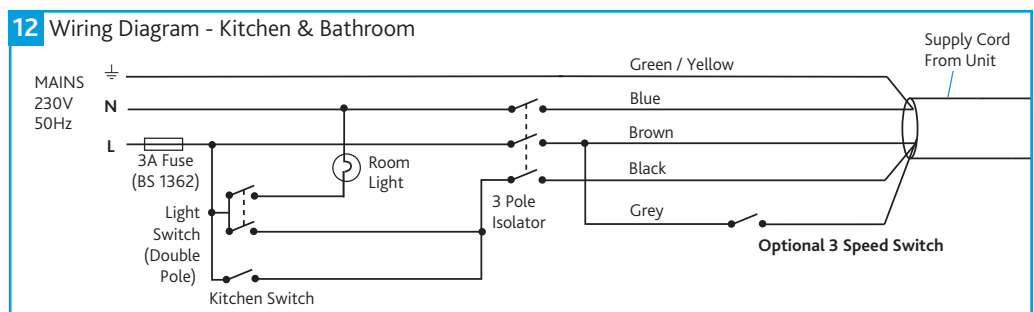 12 Wiring Diagram - Kitchen & Bathroom
Supply Cord
From Unit
MAINS
230V
50Hz
Green / Yellow
N
Blue
L
Brown
3A Fuse
(BS 1362)
Room
Light
Black
Light
Switch
(Double
Pole)
3 Pole
Isolator
Grey
Optional 3 Speed Switch
Kitchen Switch